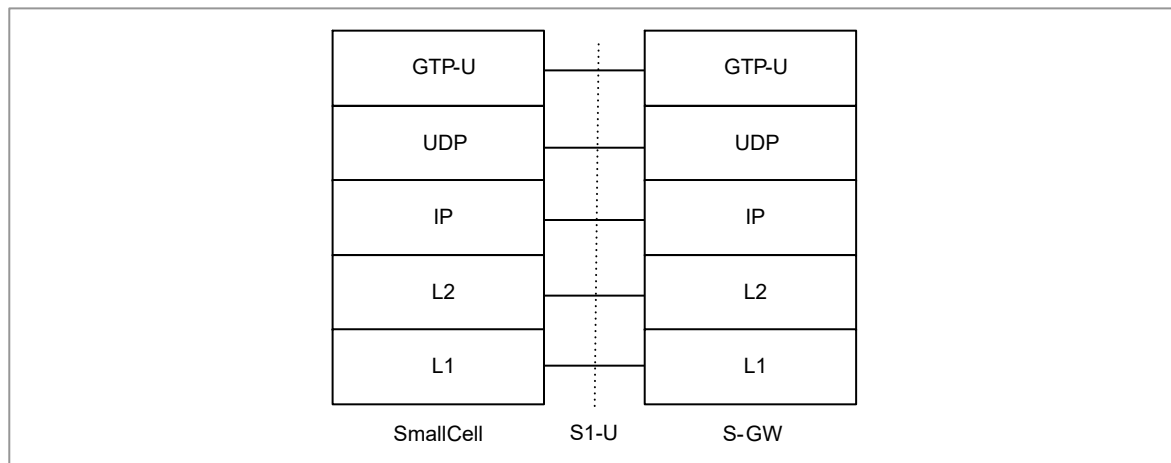 GTP-U GTP-U
UDP UDP
IP IP
L2 L2
L1 L1
SmallCell S1-U S-GW